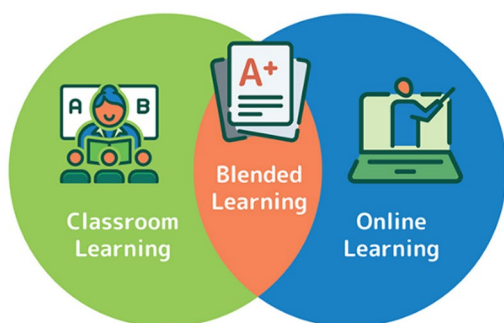 A B
A+
Blended
Learning
Classroom
Learning
Online
Learning